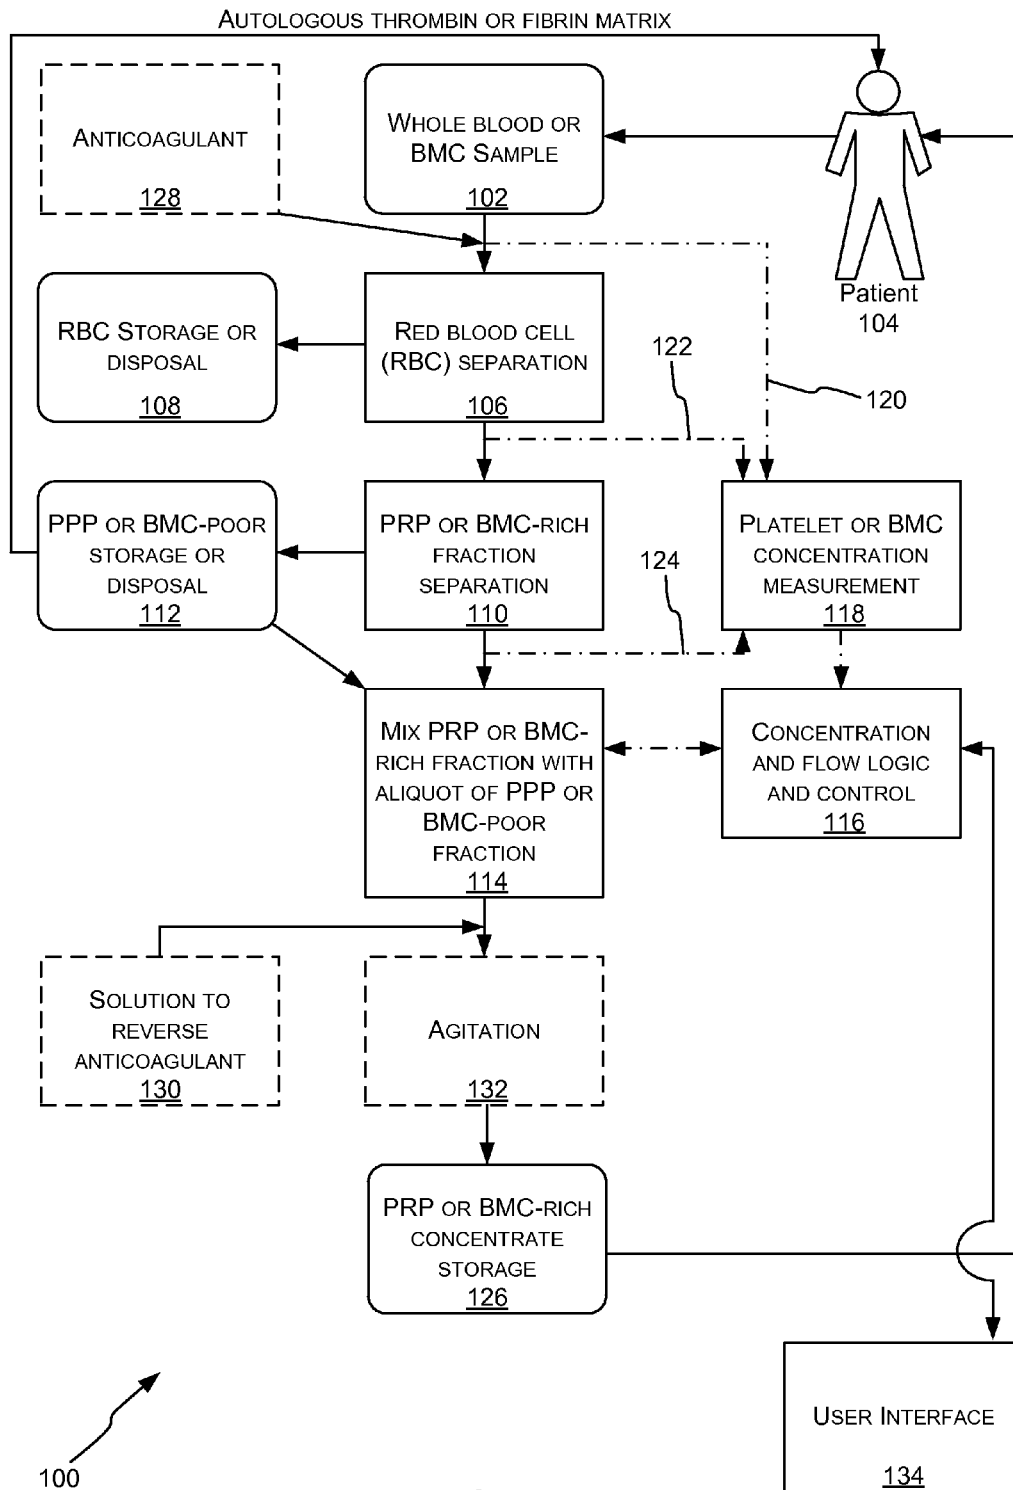 AUTOLOGOUS THROMBIN OR FIBRIN MATRIX
ANTICOAGULANT
128
WHOLE BLOOD OR
BMC SAMPLE
102
Patient
104
RBC STORAGE OR
DISPOSAL
108
RED BLOOD CELL
(RBC) SEPARATION
106
122
120
PPP OR BMC-POOR
STORAGE OR
DISPOSAL
112
PRP OR BMC-RICH
FRACTION
SEPARATION
110
124
PLATELET OR BMC
CONCENTRATION
MEASUREMENT
118
MIX PRP OR BMC-
RICH FRACTION WITH
ALIQUOT OF PPP OR
BMC-POOR
FRACTION
114
CONCENTRATION
AND FLOW LOGIC
AND CONTROL
116
SOLUTION TO
REVERSE
ANTICOAGULANT
130
AGITATION
132
PRP OR BMC-RICH
CONCENTRATE
STORAGE
126
100
USER INTERFACE
134